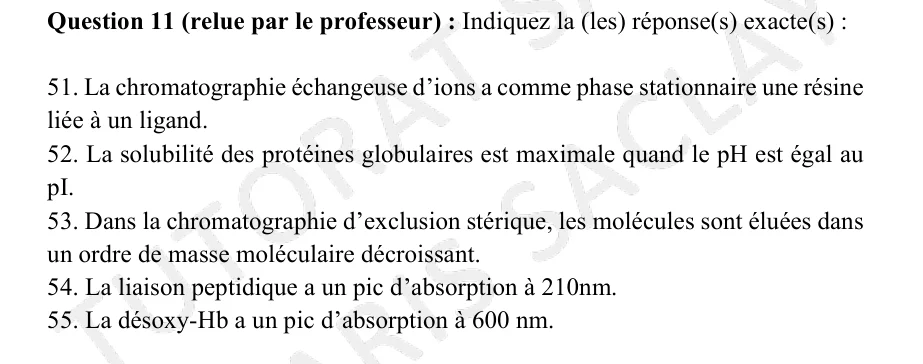 Question 11 (relue par le professeur) : Indiquez la (les) réponse(s) exacte(s) :
51. La chromatographie échangeuse d'ions a comme phase stationnaire une résine
liée à un ligand.
52. La solubilité des protéines globulaires est maximale quand le pH est égal au
pI.
53. Dans la chromatographie d'exclusion stérique, les molécules sont éluées dans
un ordre de masse moléculaire décroissant.
54. La liaison peptidique a un pic d'absorption à 210nm.
55. La désoxy-Hb a un pic d'absorption à 600 nm.
TUTORAT
PARIS SACLAY